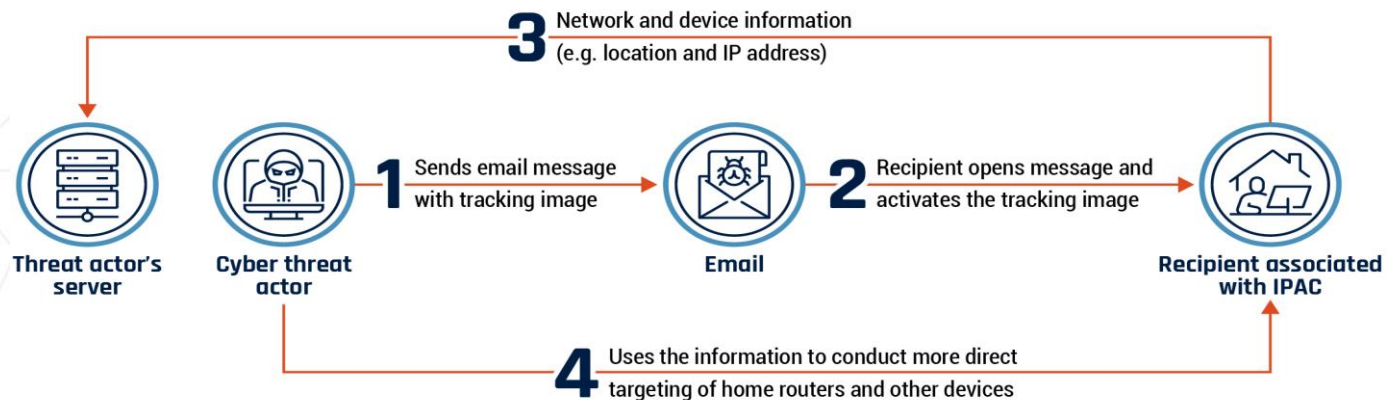 3 Network and device information
(e.g. location and IP address)
1 Sends email message
with tracking image
2 Recipient opens message and
activates the tracking image
Threat actor's
server
Cyber threat
actor
Email
Recipient associated
with IPAC
4 Uses the information to conduct more direct
targeting of home routers and other devices